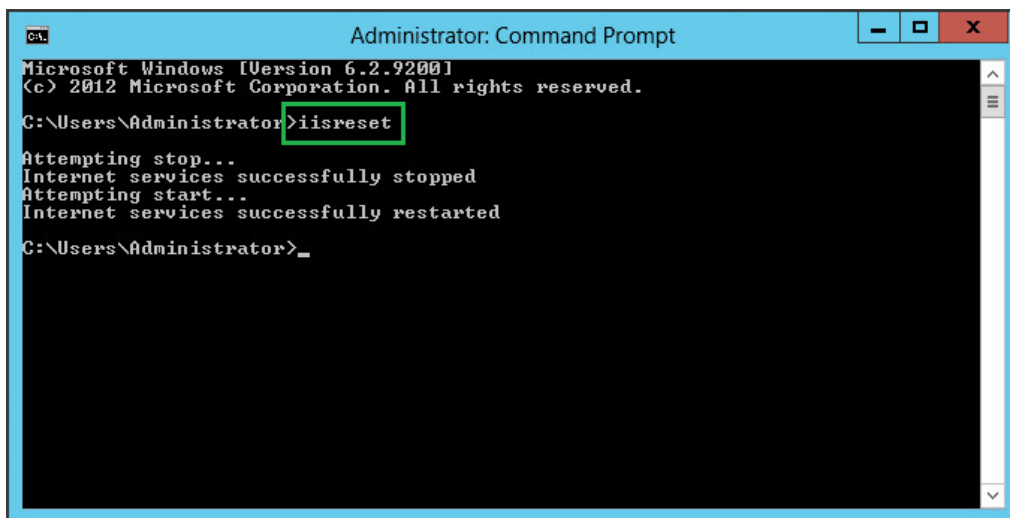 Administrator: Command Prompt
Microsoft Windows [Version 6.2.9200]
(c) 2012 Microsoft Corporation. All rights reserved.
C:\Users\Administrator>iisreset
Attempting stop...
Internet services successfully stopped
Attempting start...
Internet services successfully restarted
C:\Users\Administrator>_